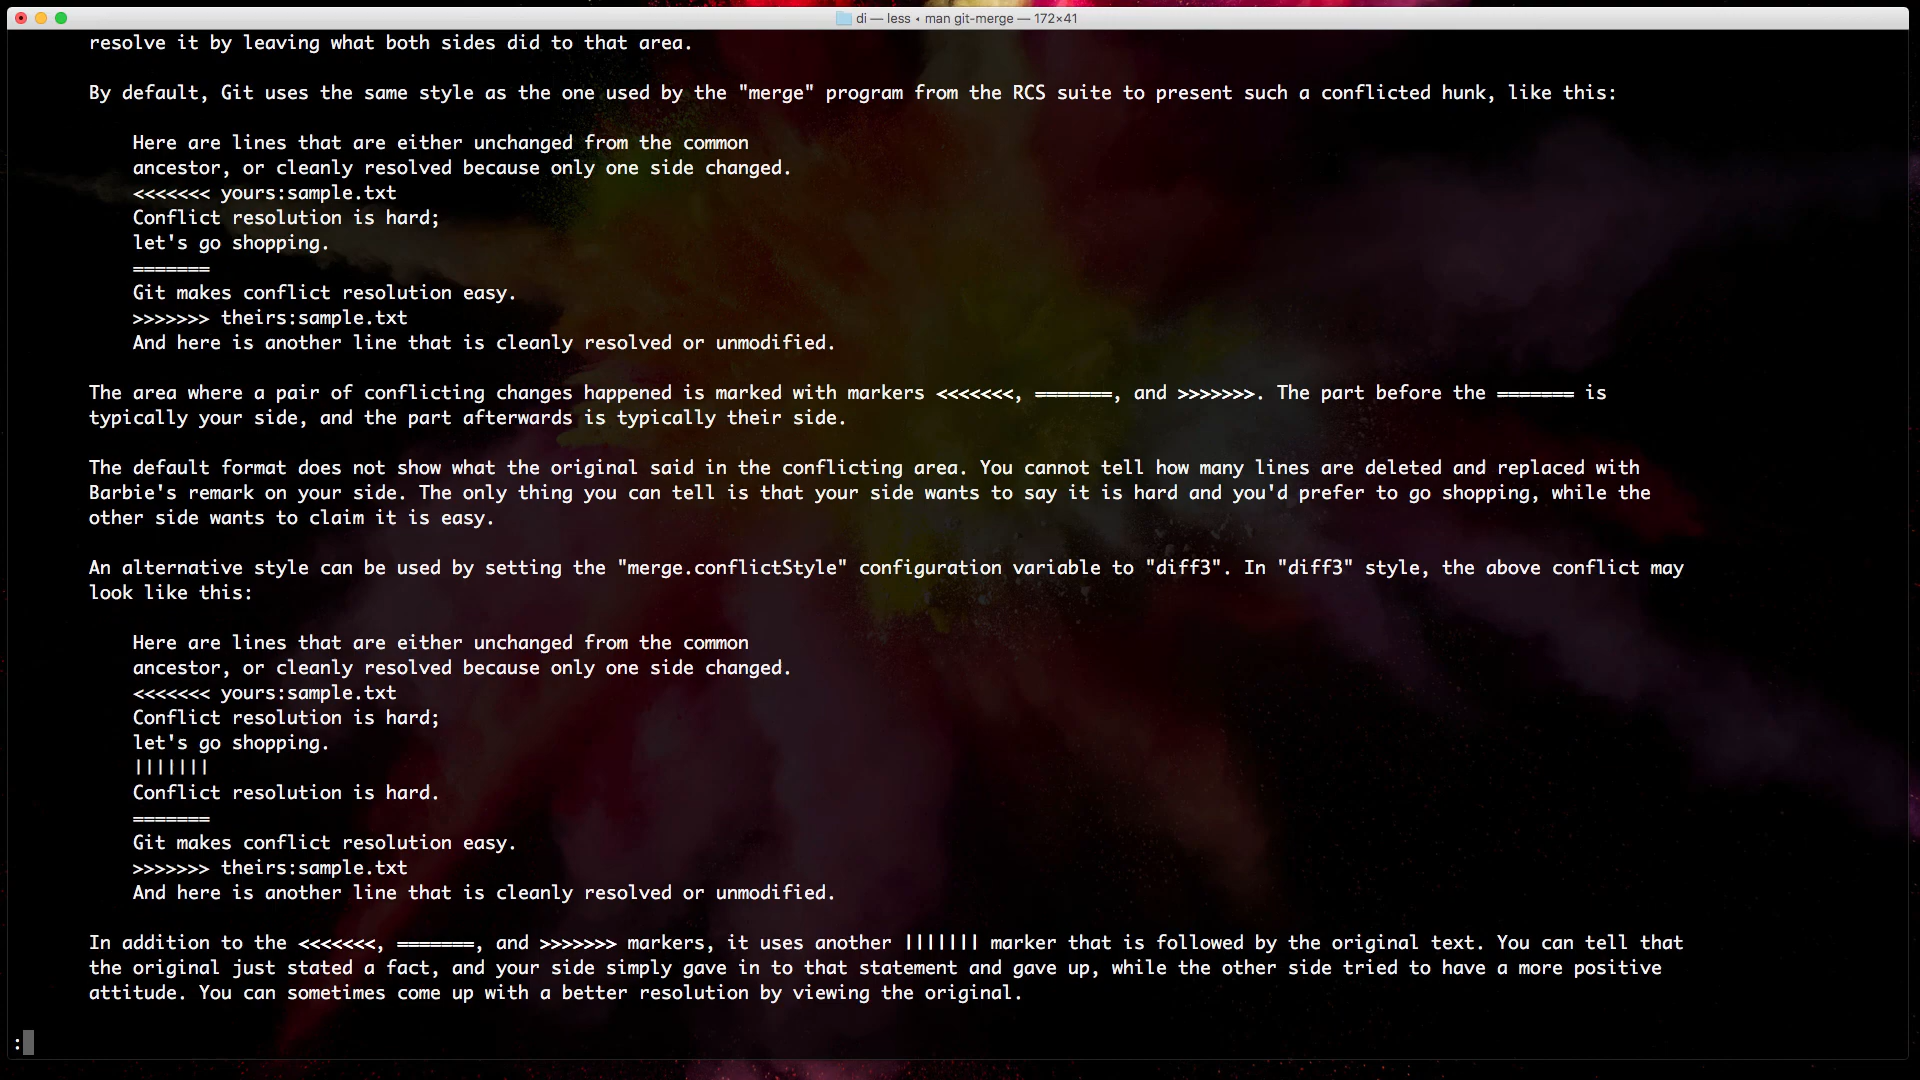 di — less ◂ man git-merge — 172×41
resolve it by leaving what both sides did to that area.
By default, Git uses the same style as the one used by the "merge" program from the RCS suite to present such a conflicted hunk, like this:
Here are lines that are either unchanged from the common
ancestor, or cleanly resolved because only one side changed.
<<<<<<< yours:sample.txt
Conflict resolution is hard;
let's go shopping.
=======
Git makes conflict resolution easy.
>>>>>>> theirs:sample.txt
And here is another line that is cleanly resolved or unmodified.
The area where a pair of conflicting changes happened is marked with markers <<<<<<<, =======, and >>>>>>>. The part before the ======= is
typically your side, and the part afterwards is typically their side.
The default format does not show what the original said in the conflicting area. You cannot tell how many lines are deleted and replaced with
Barbie's remark on your side. The only thing you can tell is that your side wants to say it is hard and you'd prefer to go shopping, while the
other side wants to claim it is easy.
An alternative style can be used by setting the "merge.conflictStyle" configuration variable to "diff3". In "diff3" style, the above conflict may
look like this:
Here are lines that are either unchanged from the common
ancestor, or cleanly resolved because only one side changed.
<<<<<<< yours:sample.txt
Conflict resolution is hard;
let's go shopping.
|||||||
Conflict resolution is hard.
=======
Git makes conflict resolution easy.
>>>>>>> theirs:sample.txt
And here is another line that is cleanly resolved or unmodified.
In addition to the <<<<<<<, =======, and >>>>>>> markers, it uses another ||||||| marker that is followed by the original text. You can tell that
the original just stated a fact, and your side simply gave in to that statement and gave up, while the other side tried to have a more positive
attitude. You can sometimes come up with a better resolution by viewing the original.
: